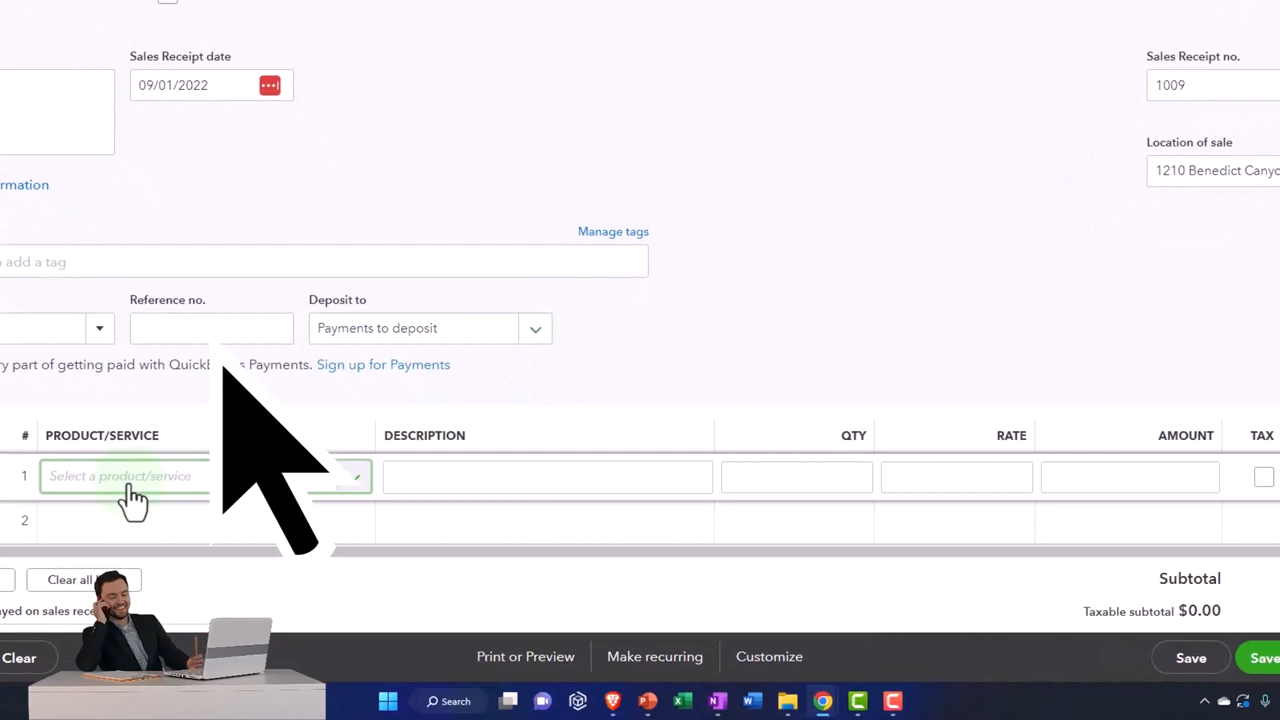 Sales Receipt date
Sales Receipt no.
09/01/2022
1009
Location of sale
1210 Benedict Canyo
rmation
Manage tags
o add a tag
Reference no.
Deposit to
Payments to deposit
ry part of getting paid with QuickB s Payments. Sign up for Payments
# PRODUCT/SERVICE DESCRIPTION QTY RATE AMOUNT TAX
1 Select a product/service
2
Clear all
Subtotal
ayed on sales rece
Taxable subtotal $0.00
Clear
Print or Preview
Make recurring
Customize
Save
Save
Search